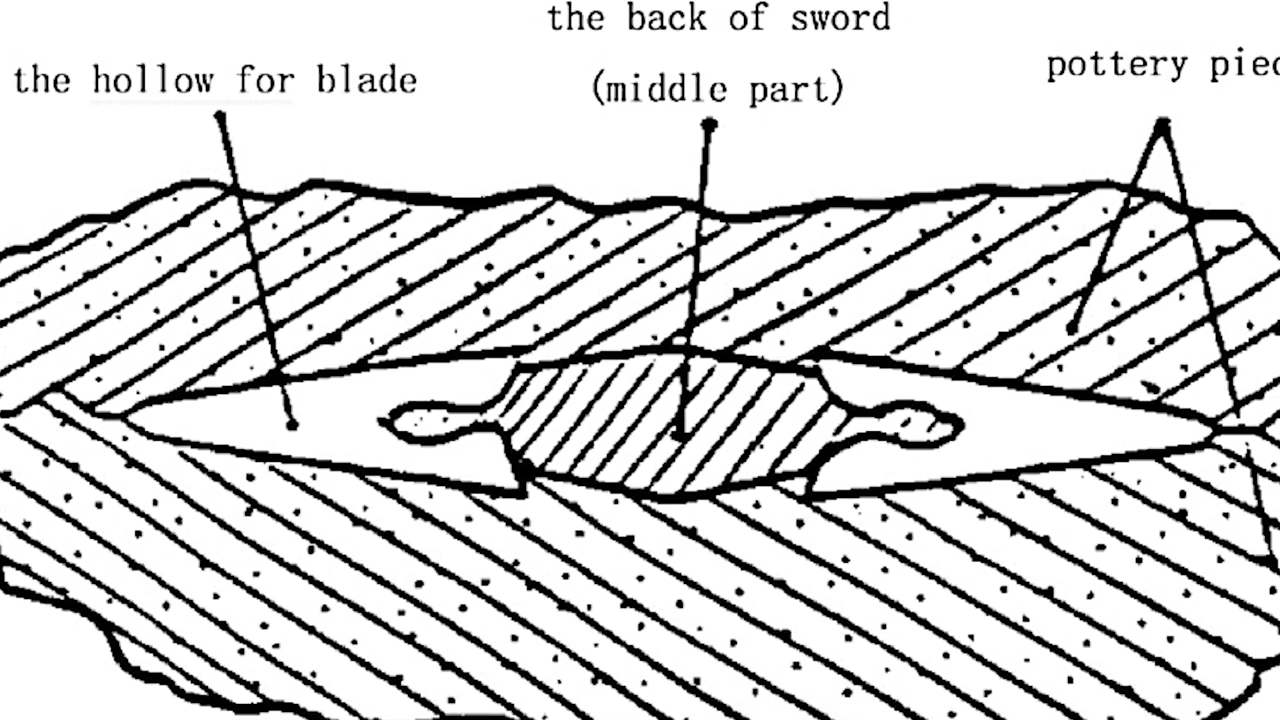 the back of sword
the hollow for blade
(middle part)
pottery